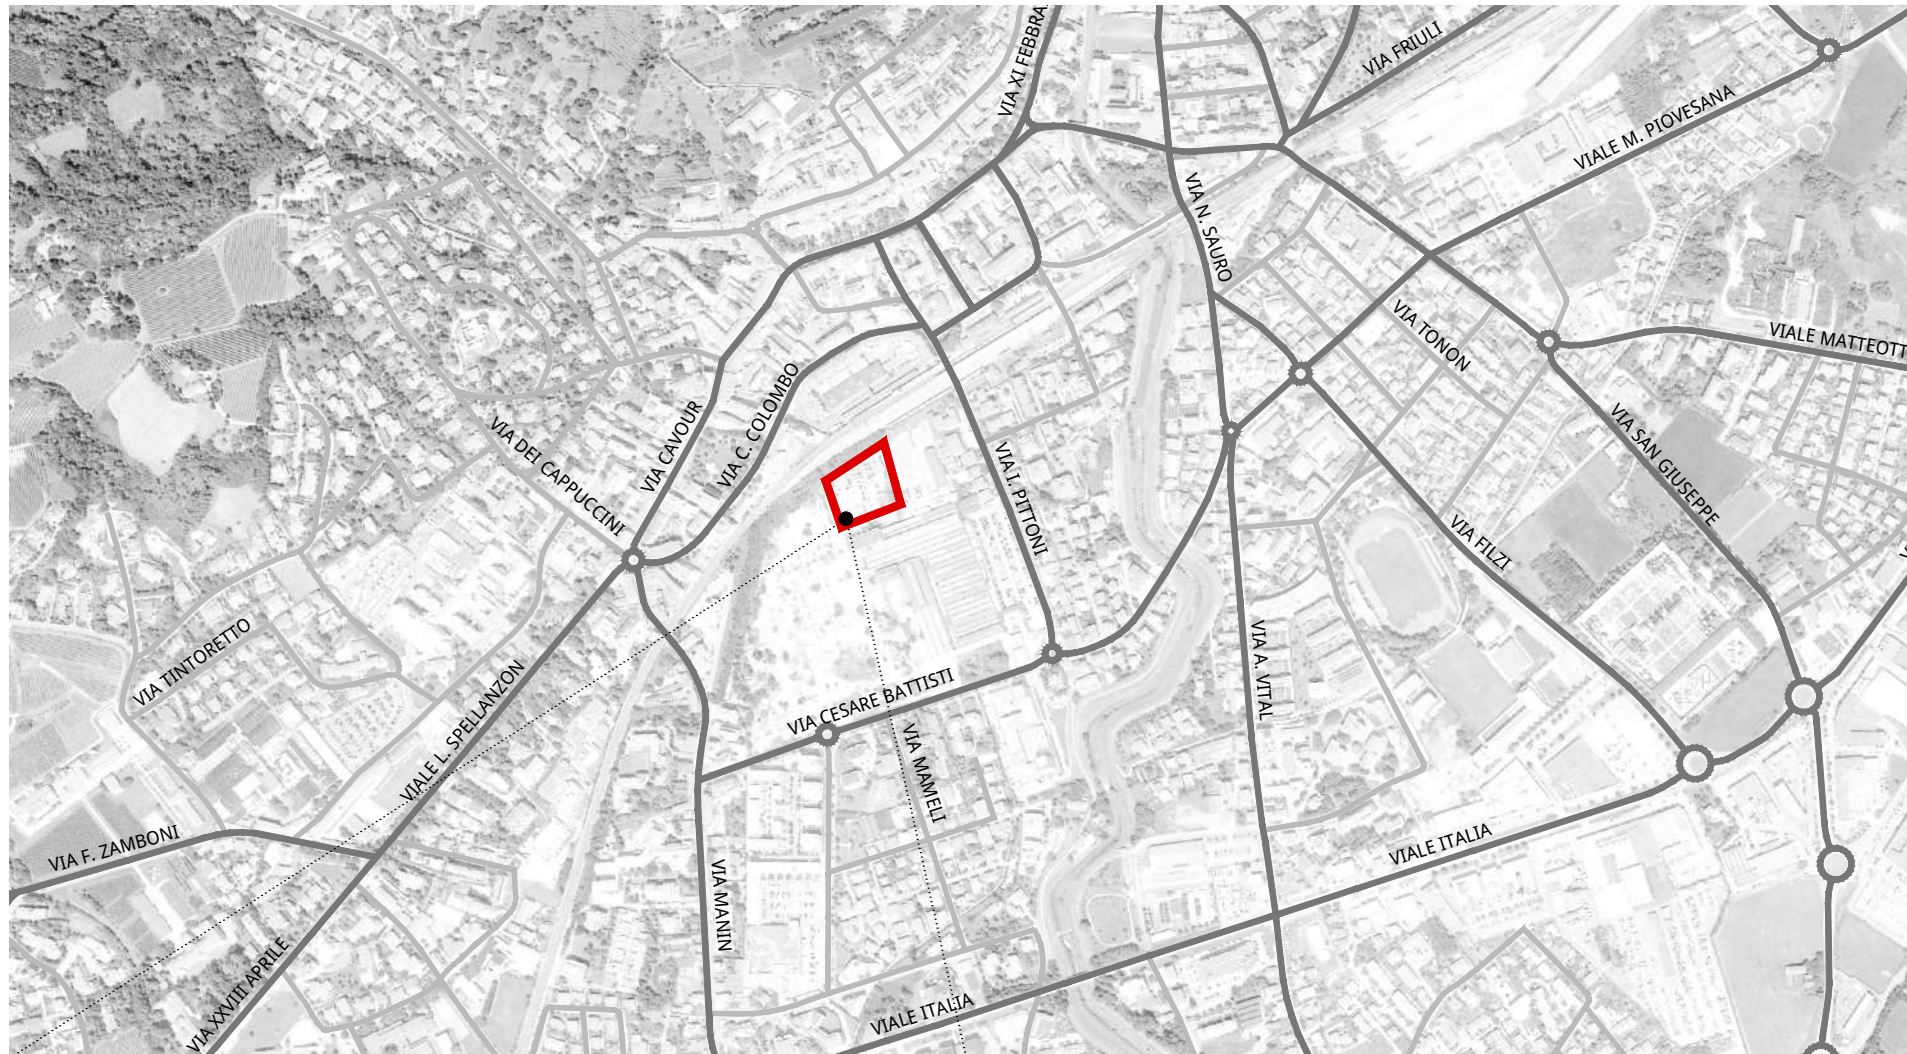 VIA XI FEBBRA
VIA FRIULI
VIALE M. PIOVESANA
VIA N. SAURO
VIA TONON
VIALE MATTEOTT
VIA CAVOUR
VIA C. COLOMBO
VIA DEI CAPPUCCINI
VIA I. PITTONI
VIA SAN GIUSEPPE
VIA FILZI
VIA TINTORETTO
VIALE L. SPELLANZON
VIA CESARE BATTISTI
VIA A. VITAL
VIA MAMELI
VIA F. ZAMBONI
VIALE ITALIA
VIA MANIN
VIA XXVIII APRILE
VIALE ITALIA